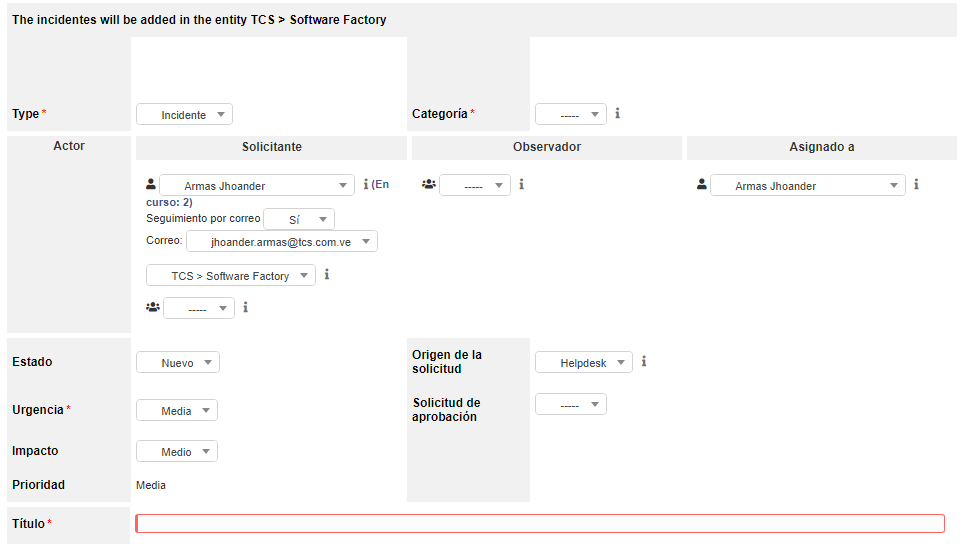 The incidentes will be added in the entity TCS > Software Factory
Type * Incidente Categoría * -----
Actor Solicitante Observador Asignado a
Armas Jhoander (En curso: 2) ----- Armas Jhoander
Seguimiento por correo Sí
Correo: jhoander.armas@tcs.com.ve
TCS > Software Factory
-----
Estado Nuevo Origen de la solicitud Helpdesk
Urgencia * Media Solicitud de aprobación -----
Impacto Medio
Prioridad Media
Título *